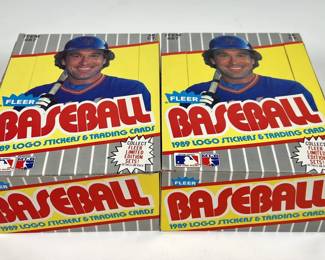 FLEER
BASEBALL
1989 LOGO STICKERS & TRADING CARDS
COLLECT
FLEER
LIMITED
EDITION
SETS!
BASEBALL
1989 LOGO STICKERS & TRADING CARDS
FLEER
BASEBALL
1989 LOGO STICKERS & TRADING CARDS
COLLECT
FLEER
LIMITED
EDITION
SETS!
FLEER
BASEBALL
1989 LOGO STICKERS & TRADING CARDS